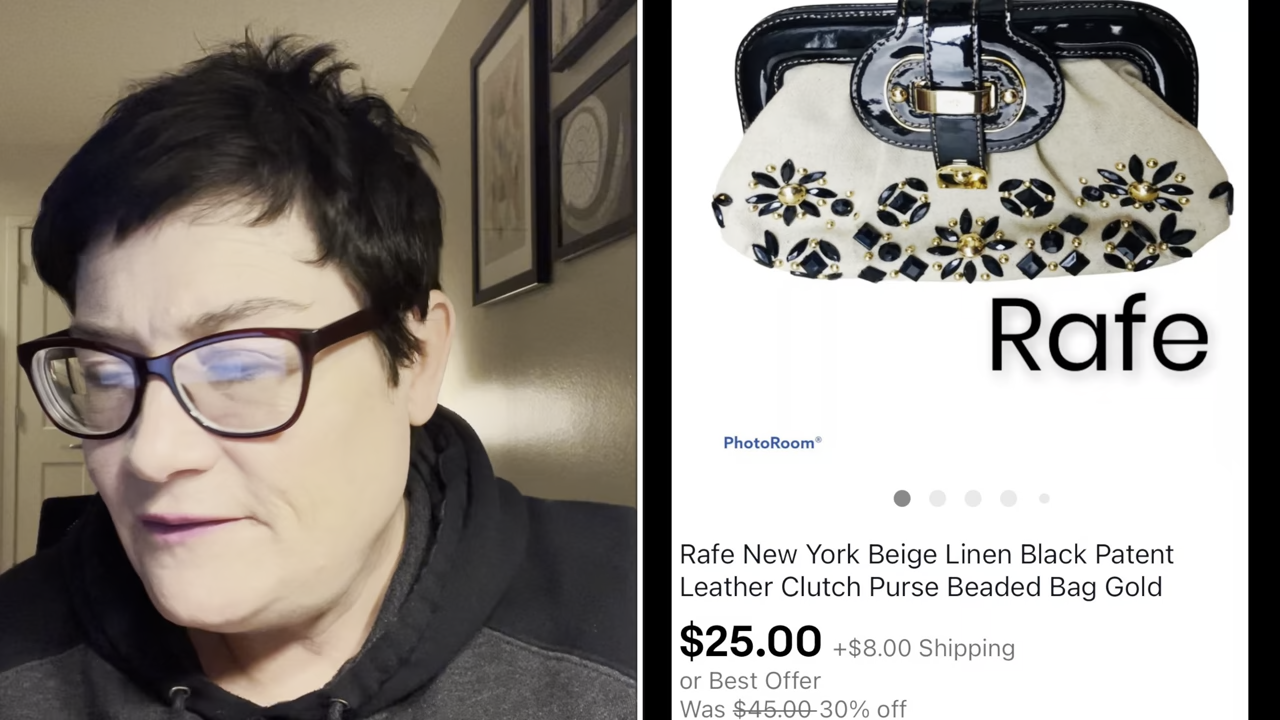 Rafe
PhotoRoom®
Rafe New York Beige Linen Black Patent
Leather Clutch Purse Beaded Bag Gold
$25.00 +$8.00 Shipping
or Best Offer
Was $45.00 30% off